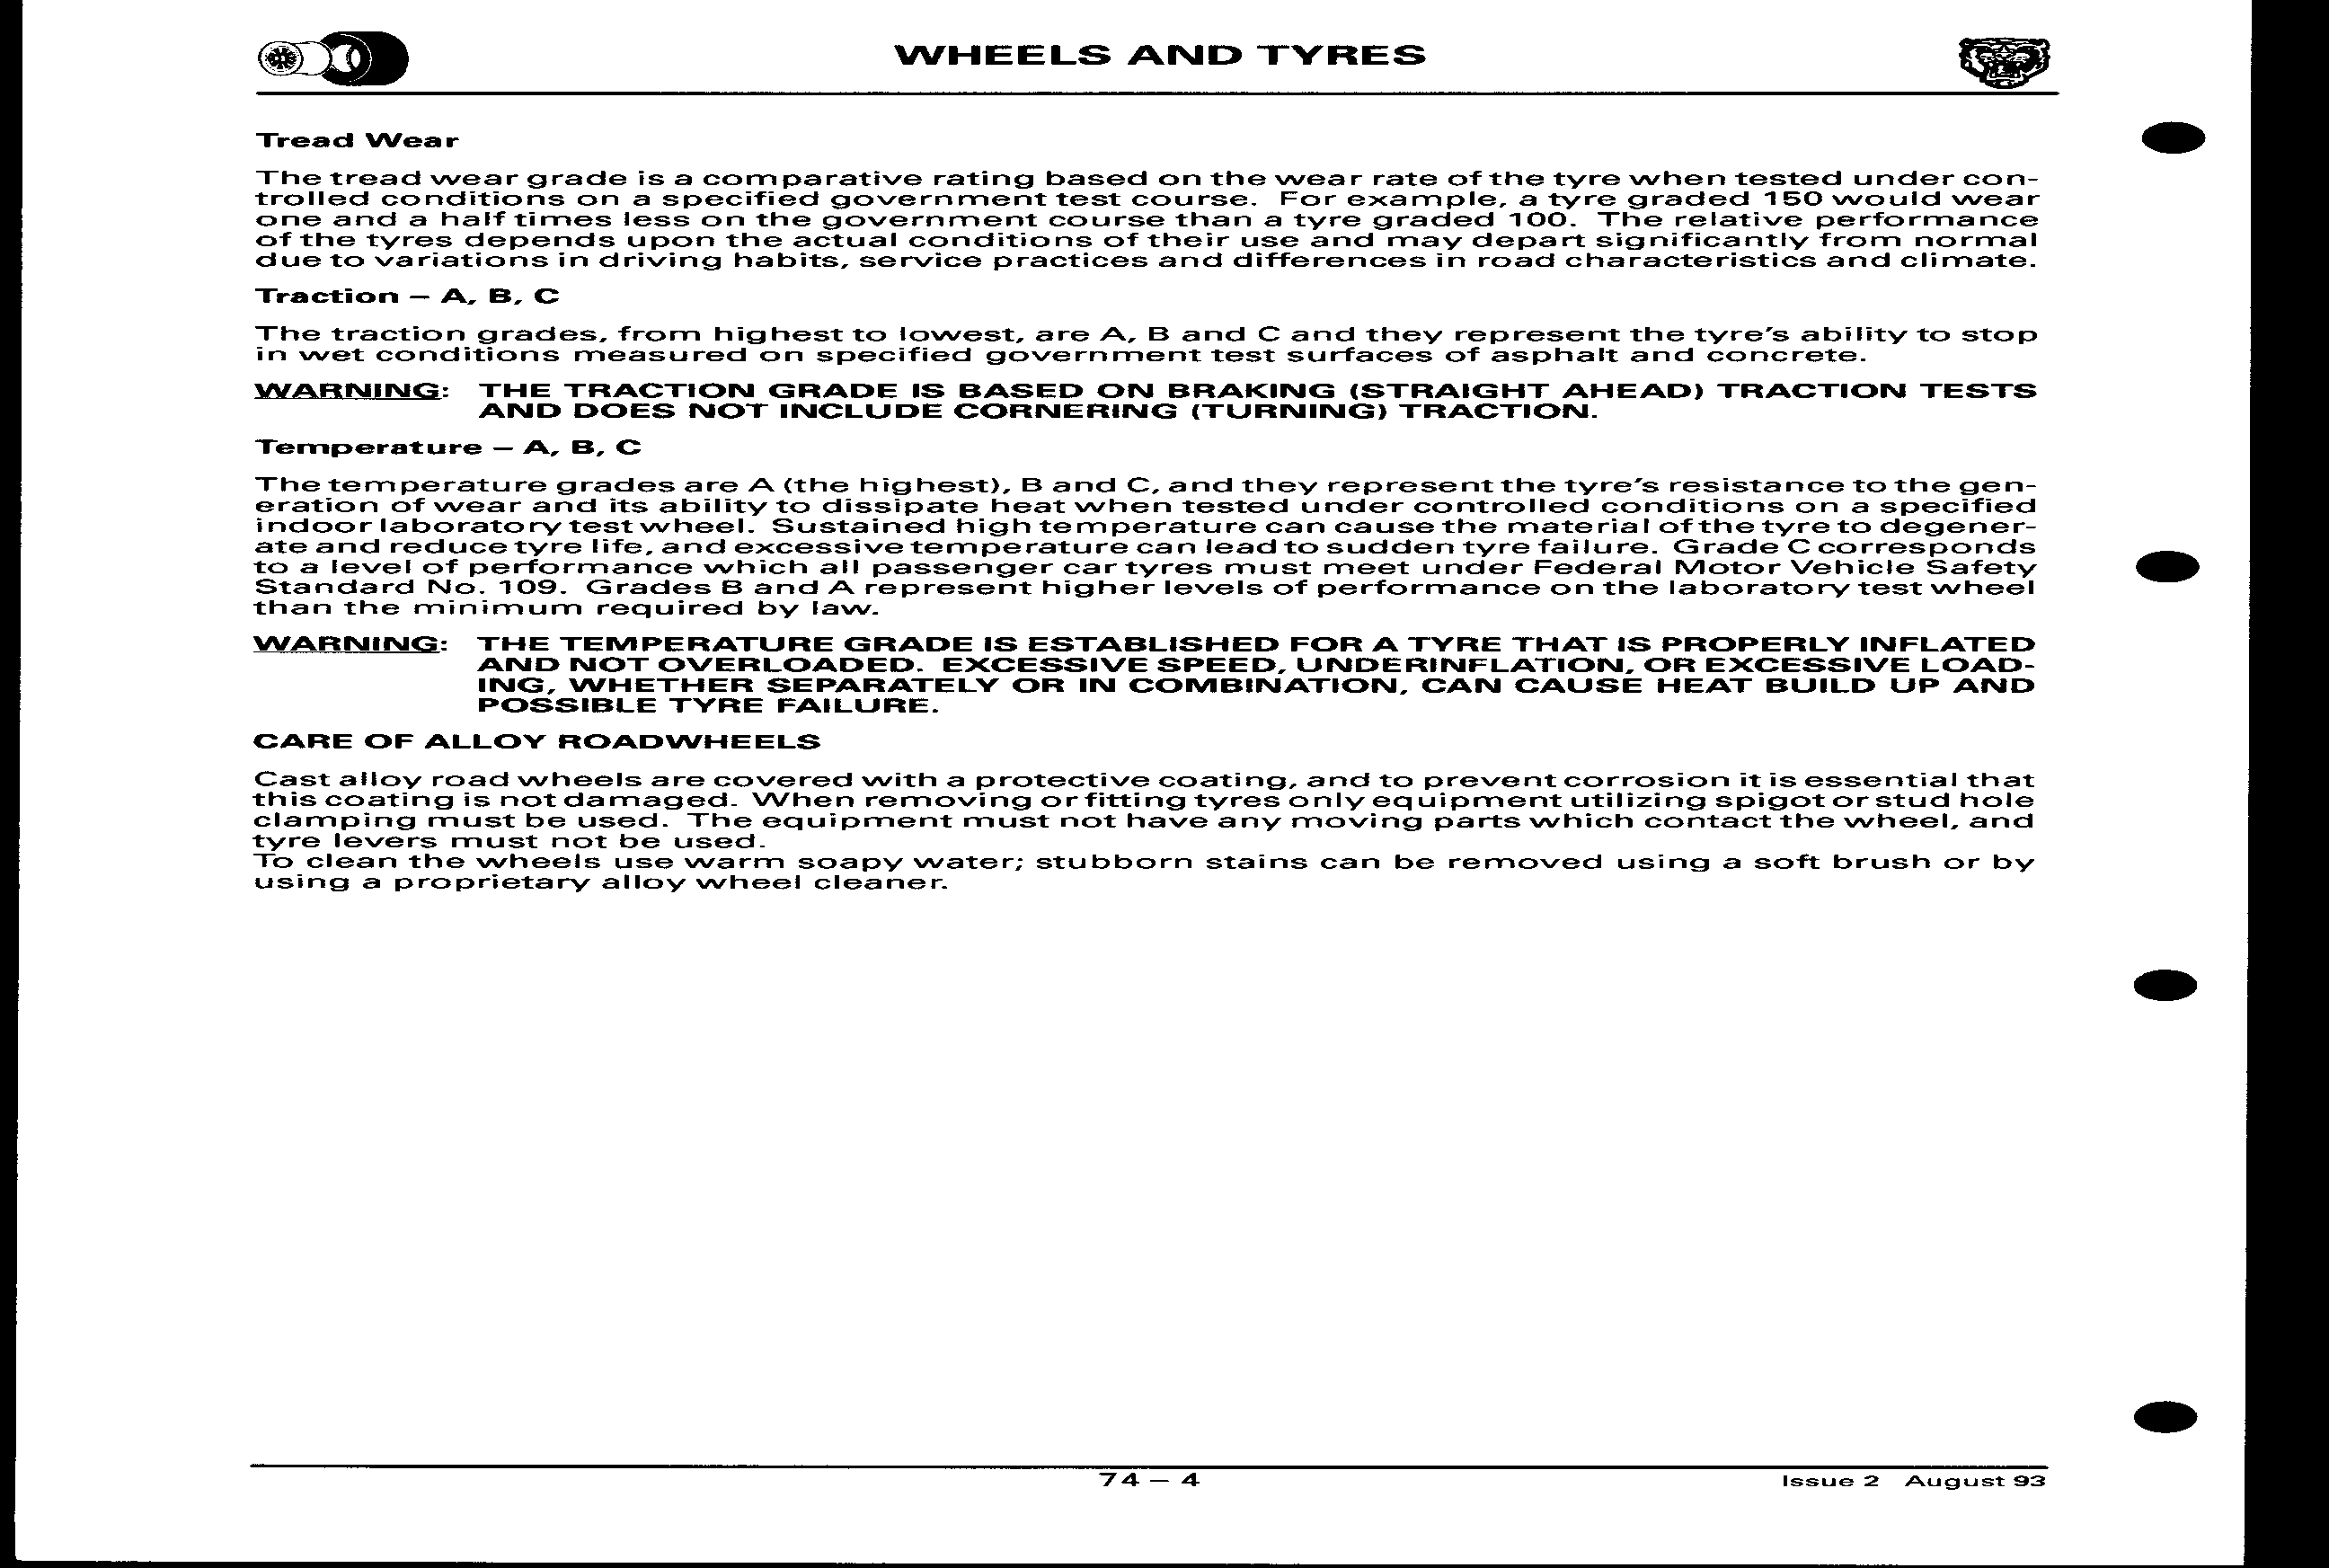 WHEELS AND TYRES
Tread Wear
The tread wear grade is a comparative rating based on the wear rate of the tyre when tested under con-
trolled conditions on a specified government test course. For example, a tyre graded 150 would wear
one and a half times less on the government course than a tyre graded 100. The relative performance
of the tyres depends upon the actual conditions of their use and may depart significantly from normal
due to variations in driving habits, service practices and differences in road characteristics and climate.
Traction – A, B, C
The traction grades, from highest to lowest, are A, B and C and they represent the tyre's ability to stop
in wet conditions measured on specified government test surfaces of asphalt and concrete.
WARNING: THE TRACTION GRADE IS BASED ON BRAKING (STRAIGHT AHEAD) TRACTION TESTS
AND DOES NOT INCLUDE CORNERING (TURNING) TRACTION.
Temperature – A, B, C
The temperature grades are A (the highest), B and C, and they represent the tyre's resistance to the gen-
eration of wear and its ability to dissipate heat when tested under controlled conditions on a specified
indoor laboratory test wheel. Sustained high temperature can cause the material of the tyre to degener-
ate and reduce tyre life, and excessive temperature can lead to sudden tyre failure. Grade C corresponds
to a level of performance which all passenger car tyres must meet under Federal Motor Vehicle Safety
Standard No. 109. Grades B and A represent higher levels of performance on the laboratory test wheel
than the minimum required by law.
WARNING: THE TEMPERATURE GRADE IS ESTABLISHED FOR A TYRE THAT IS PROPERLY INFLATED
AND NOT OVERLOADED. EXCESSIVE SPEED, UNDERINFLATION, OR EXCESSIVE LOAD-
ING, WHETHER SEPARATELY OR IN COMBINATION, CAN CAUSE HEAT BUILD UP AND
POSSIBLE TYRE FAILURE.
CARE OF ALLOY ROADWHEELS
Cast alloy road wheels are covered with a protective coating, and to prevent corrosion it is essential that
this coating is not damaged. When removing or fitting tyres only equipment utilizing spigot or stud hole
clamping must be used. The equipment must not have any moving parts which contact the wheel, and
tyre levers must not be used.
To clean the wheels use warm soapy water; stubborn stains can be removed using a soft brush or by
using a proprietary alloy wheel cleaner.
74 – 4
Issue 2 August 93